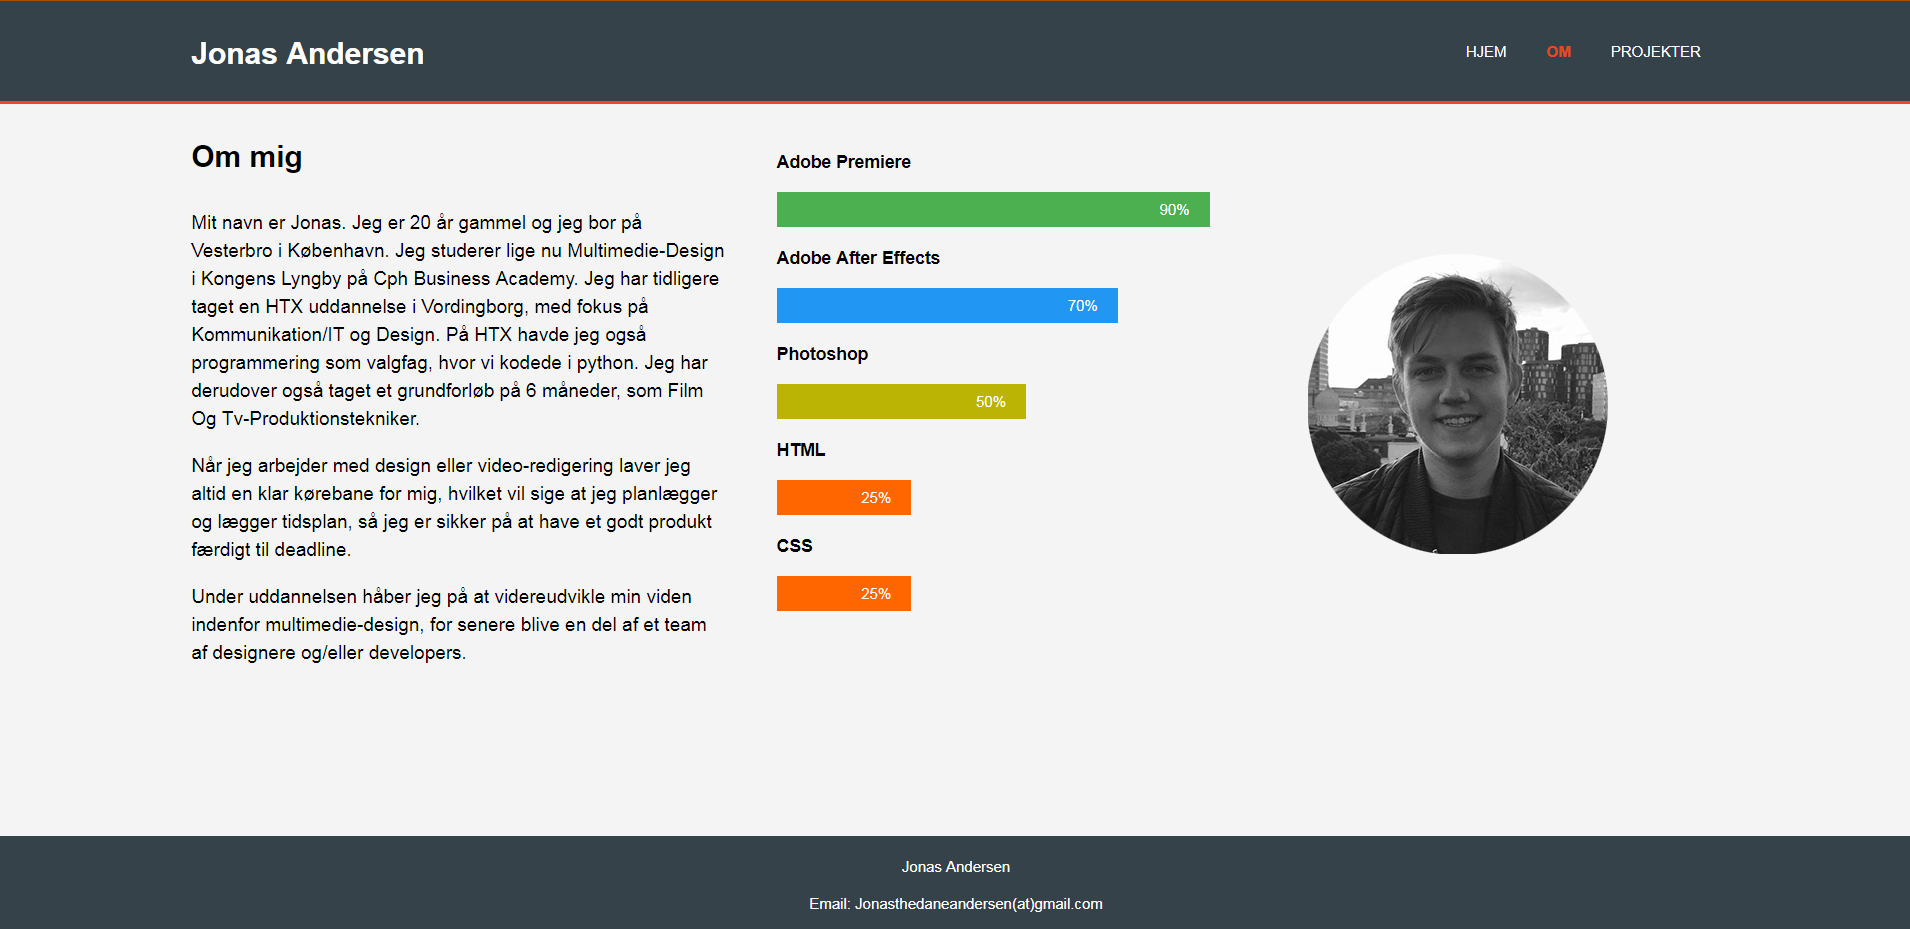 Jonas Andersen
HJEM OM PROJEKTER
Om mig
Mit navn er Jonas. Jeg er 20 år gammel og jeg bor på
Vesterbro i København. Jeg studerer lige nu Multimedie-Design
i Kongens Lyngby på Cph Business Academy. Jeg har tidligere
taget en HTX uddannelse i Vordingborg, med fokus på
Kommunikation/IT og Design. På HTX havde jeg også
programmering som valgfag, hvor vi kodede i python. Jeg har
derudover også taget et grundforløb på 6 måneder, som Film
Og Tv-Produktionstekniker.
Når jeg arbejder med design eller video-redigering laver jeg
altid en klar kørebane for mig, hvilket vil sige at jeg planlægger
og lægger tidsplan, så jeg er sikker på at have et godt produkt
færdigt til deadline.
Under uddannelsen håber jeg på at videreudvikle min viden
indenfor multimedie-design, for senere blive en del af et team
af designere og/eller developers.
Adobe Premiere
90%
Adobe After Effects
70%
Photoshop
50%
HTML
25%
CSS
25%
Jonas Andersen
Email: Jonasthedaneandersen(at)gmail.com